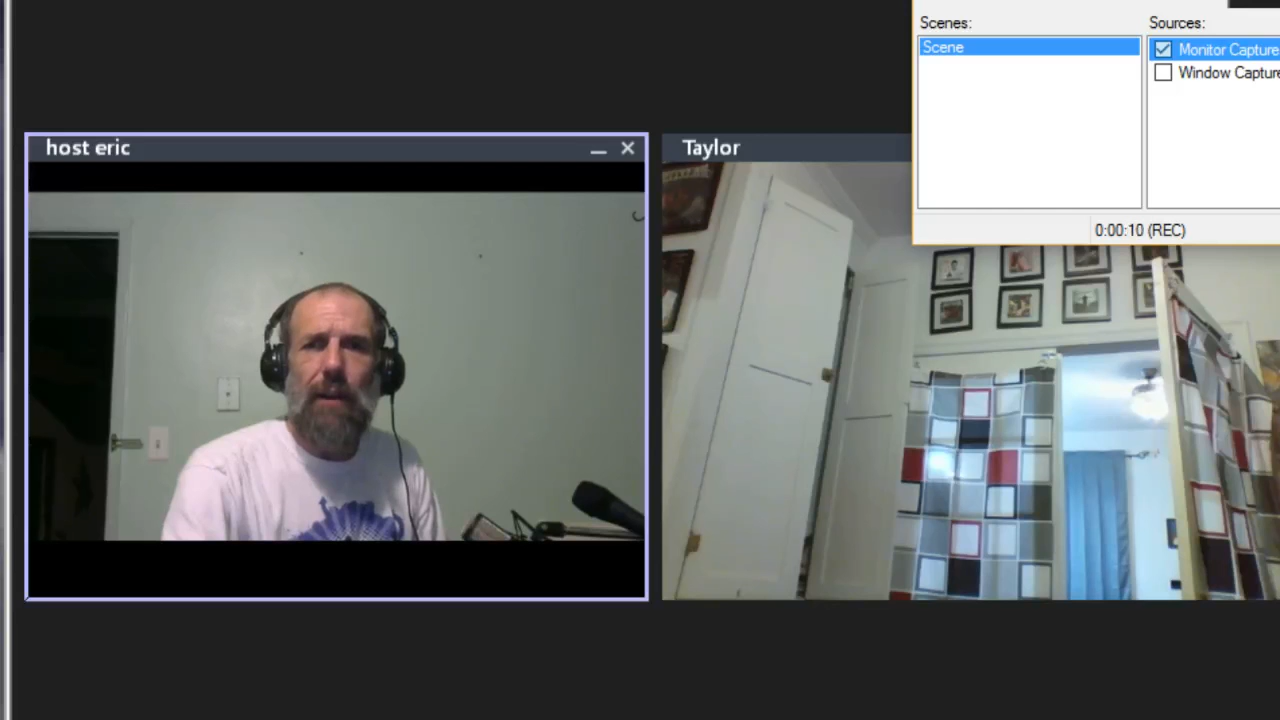 Scenes:
Sources:
Scene
Monitor Capture
Window Capture
host eric
Taylor
0:00:10 (REC)